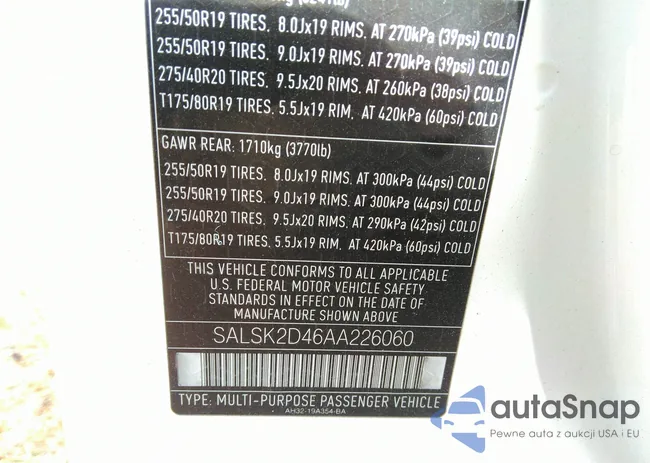 255/50R19 TIRES, 8.0Jx19 RIMS, AT 270kPa (39psi) COLD
255/50R19 TIRES, 9.0Jx19 RIMS, AT 270kPa (39psi) COLD
275/40R20 TIRES, 9.5Jx20 RIMS, AT 260kPa (38psi) COLD
T175/80R19 TIRES, 5.5Jx19 RIM, AT 420kPa (60psi) COLD
GAWR REAR: 1710kg (3770lb)
255/50R19 TIRES, 8.0Jx19 RIMS, AT 300kPa (44psi) COLD
255/50R19 TIRES, 9.0Jx19 RIMS, AT 300kPa (44psi) COLD
275/40R20 TIRES, 9.5Jx20 RIMS, AT 290kPa (42psi) COLD
T175/80R19 TIRES, 5.5Jx19 RIM, AT 420kPa (60psi) COLD
THIS VEHICLE CONFORMS TO ALL APPLICABLE
U.S. FEDERAL MOTOR VEHICLE SAFETY
STANDARDS IN EFFECT ON THE DATE OF
MANUFACTURE SHOWN ABOVE
SALSK2D46AA226060
TYPE: MULTI-PURPOSE PASSENGER VEHICLE
AH32-19A354-BA
autaSnap
Pewne auta z aukcji USA i EU